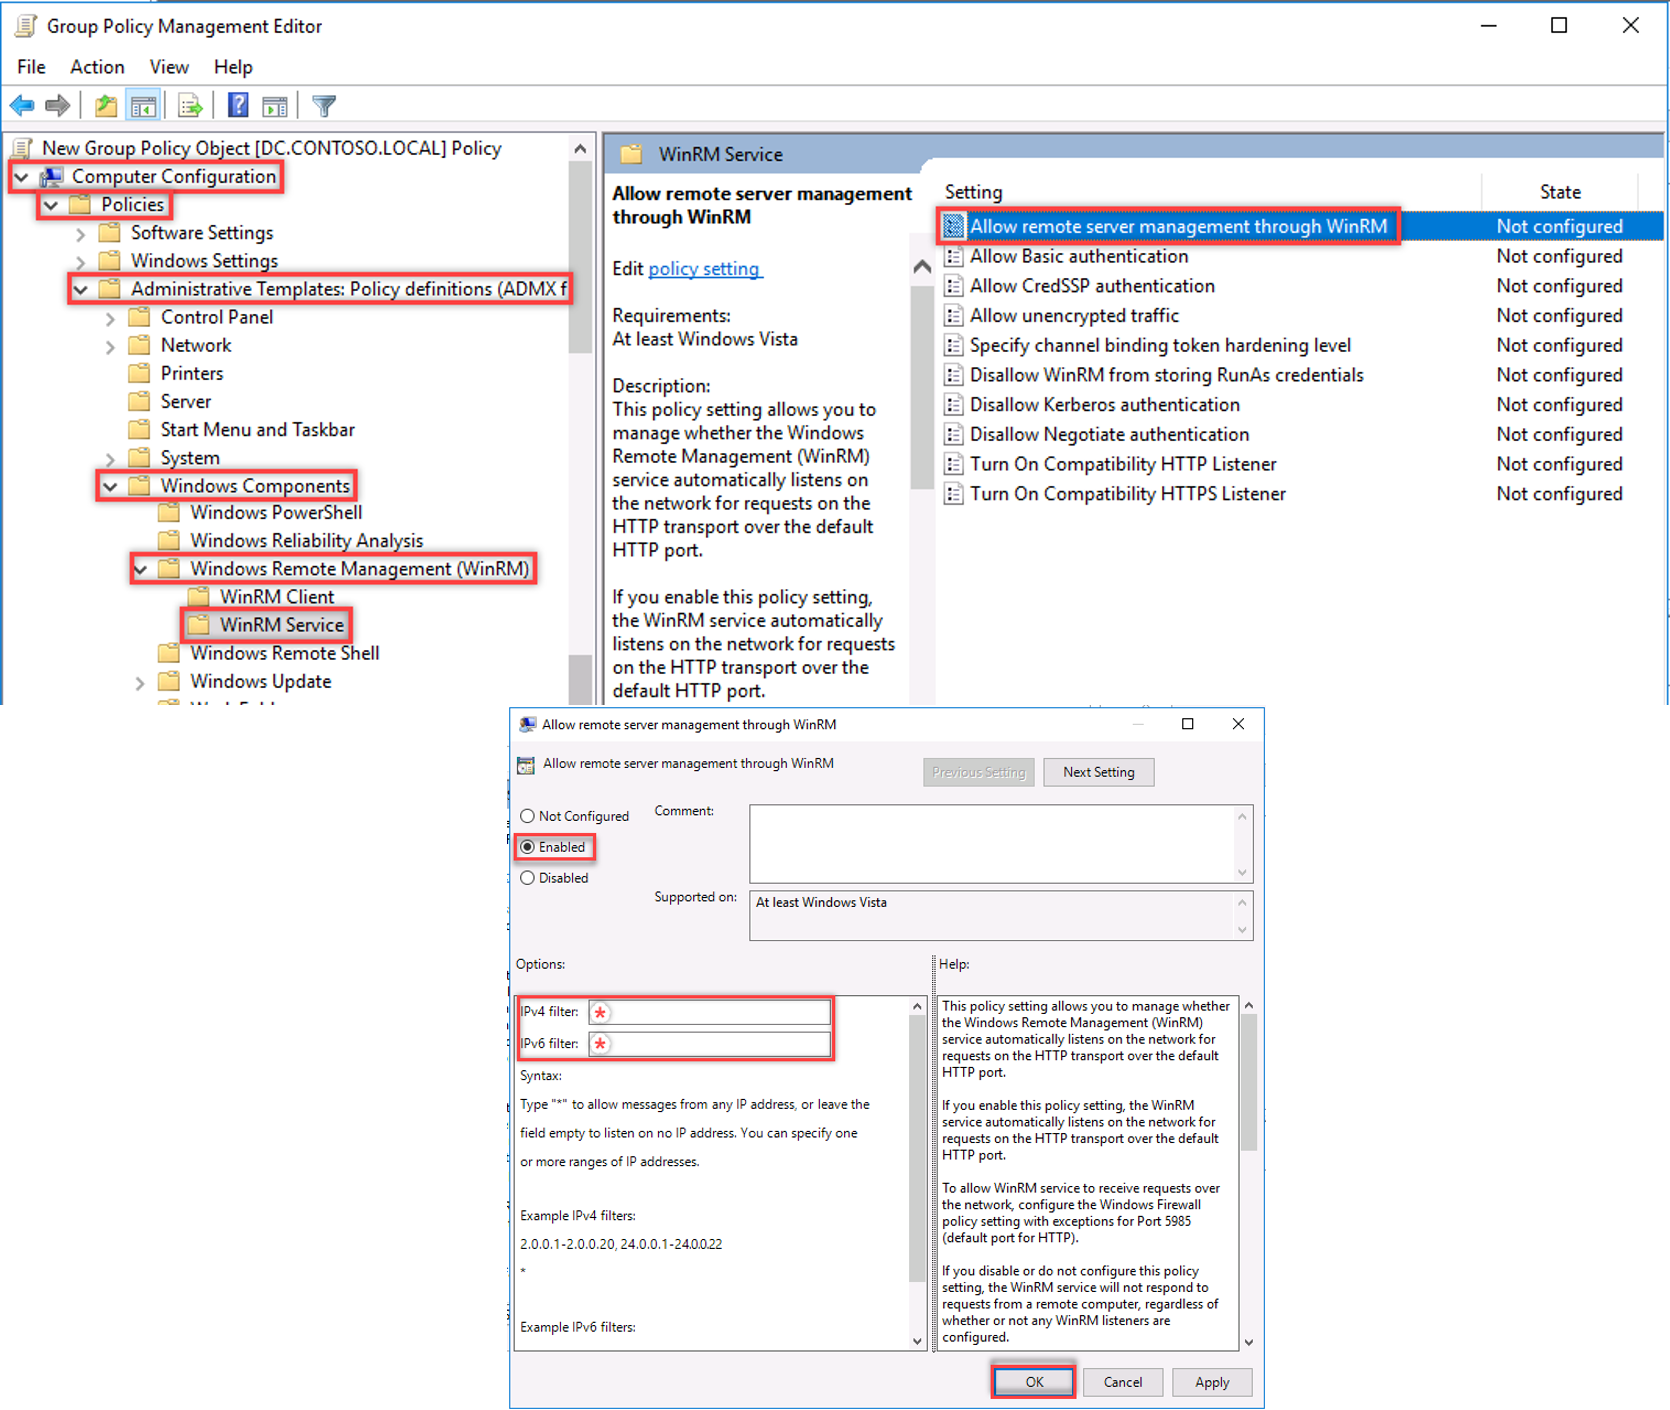 Group Policy Management Editor
File Action View Help
New Group Policy Object [DC.CONTOSO.LOCAL] Policy
Computer Configuration
Policies
Software Settings
Windows Settings
Administrative Templates: Policy definitions (ADMX f
Control Panel
Network
Printers
Server
Start Menu and Taskbar
System
Windows Components
Windows PowerShell
Windows Reliability Analysis
Windows Remote Management (WinRM)
WinRM Client
WinRM Service
Windows Remote Shell
Windows Update
WinRM Service
Allow remote server management
through WinRM
Edit policy setting
Requirements:
At least Windows Vista
Description:
This policy setting allows you to
manage whether the Windows
Remote Management (WinRM)
service automatically listens on
the network for requests on the
HTTP transport over the default
HTTP port.
If you enable this policy setting,
the WinRM service automatically
listens on the network for requests
on the HTTP transport over the
default HTTP port.
Setting State
Allow remote server management through WinRM Not configured
Allow Basic authentication Not configured
Allow CredSSP authentication Not configured
Allow unencrypted traffic Not configured
Specify channel binding token hardening level Not configured
Disallow WinRM from storing RunAs credentials Not configured
Disallow Kerberos authentication Not configured
Disallow Negotiate authentication Not configured
Turn On Compatibility HTTP Listener Not configured
Turn On Compatibility HTTPS Listener Not configured
Allow remote server management through WinRM
Allow remote server management through WinRM
Previous Setting Next Setting
Not Configured
Enabled
Disabled
Comment:
Supported on:
At least Windows Vista
Options:
IPv4 filter: *
IPv6 filter: *
Syntax:
Type "*" to allow messages from any IP address, or leave the
field empty to listen on no IP address. You can specify one
or more ranges of IP addresses.
Example IPv4 filters:
2.0.0.1-2.0.0.20, 24.0.0.1-24.0.0.22
*
Example IPv6 filters:
Help:
This policy setting allows you to manage whether
the Windows Remote Management (WinRM)
service automatically listens on the network for
requests on the HTTP transport over the default
HTTP port.
If you enable this policy setting, the WinRM
service automatically listens on the network for
requests on the HTTP transport over the default
HTTP port.
To allow WinRM service to receive requests over
the network, configure the Windows Firewall
policy setting with exceptions for Port 5985
(default port for HTTP).
If you disable or do not configure this policy
setting, the WinRM service will not respond to
requests from a remote computer, regardless of
whether or not any WinRM listeners are
configured.
OK Cancel Apply